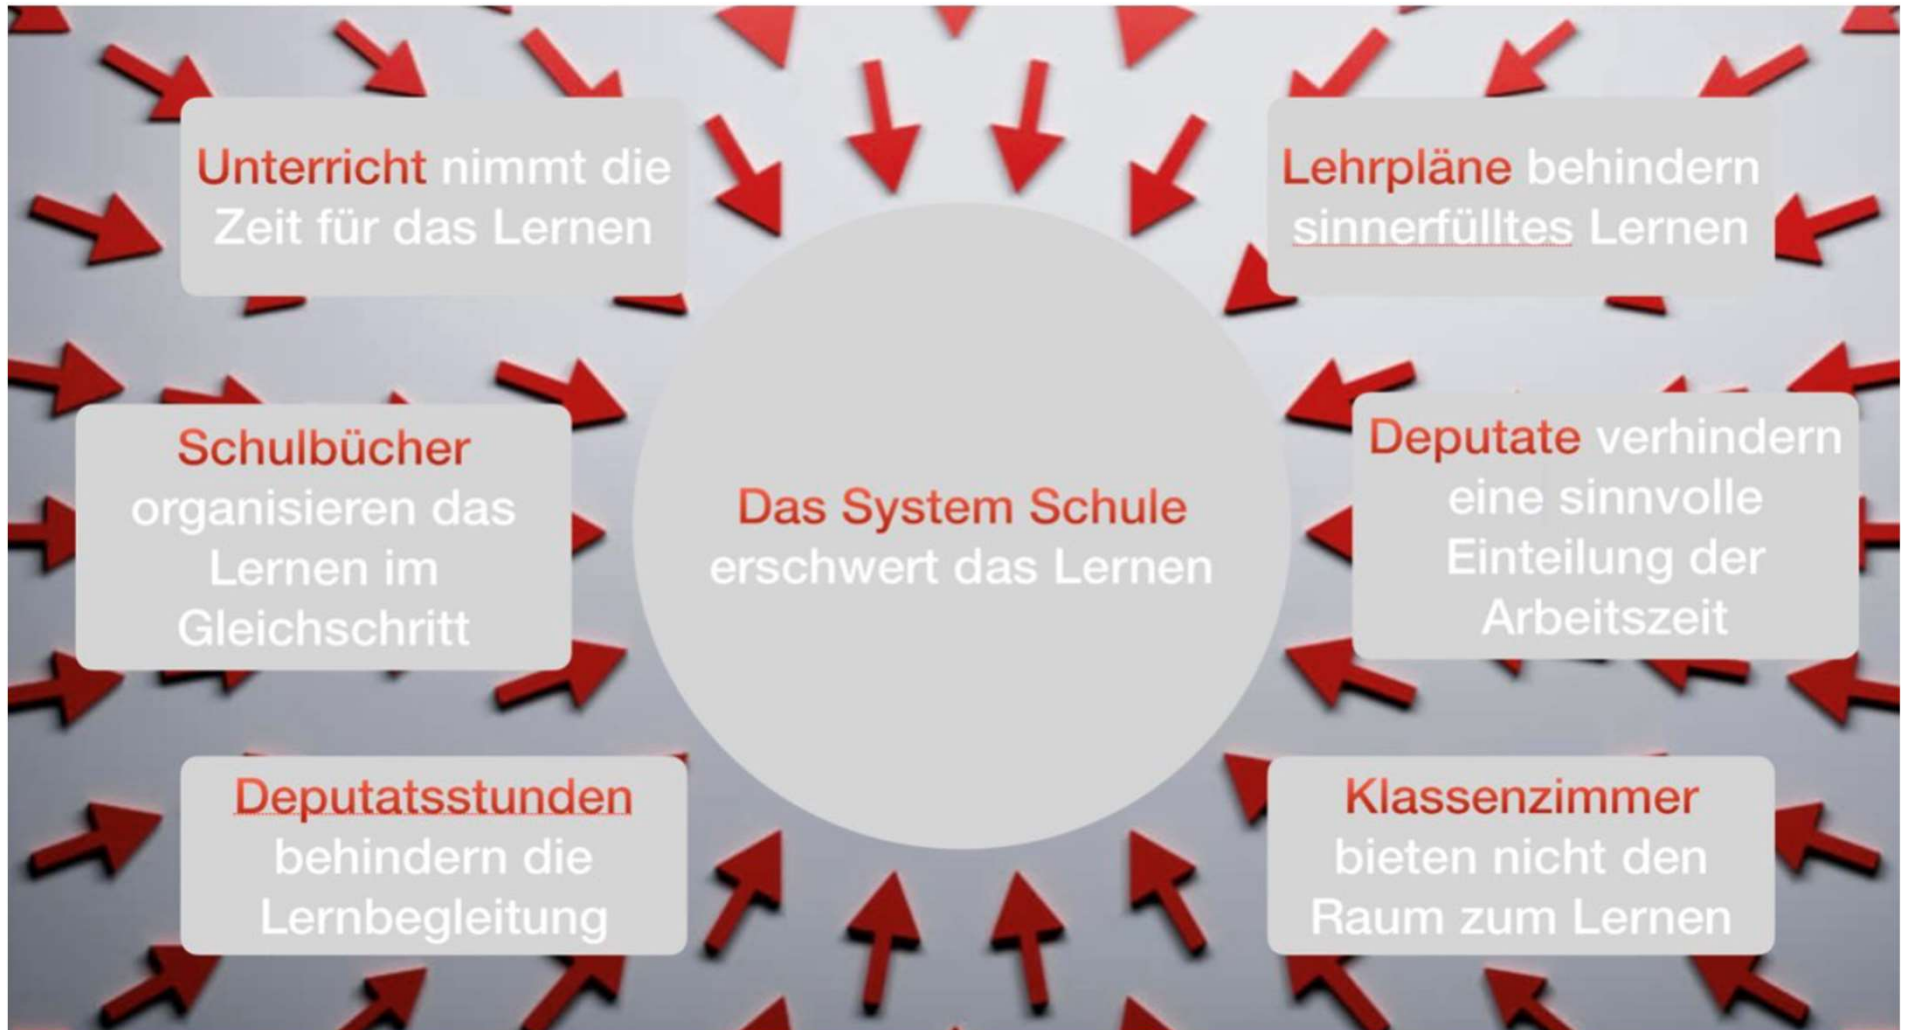 Unterricht nimmt die
Zeit für das Lernen
Lehrpläne behindern
sinnerfülltes Lernen
Schulbücher
organisieren das
Lernen im
Gleichschritt
Das System Schule
erschwert das Lernen
Deputate verhindern
eine sinnvolle
Einteilung der
Arbeitszeit
Deputatsstunden
behindern die
Lernbegleitung
Klassenzimmer
bieten nicht den
Raum zum Lernen